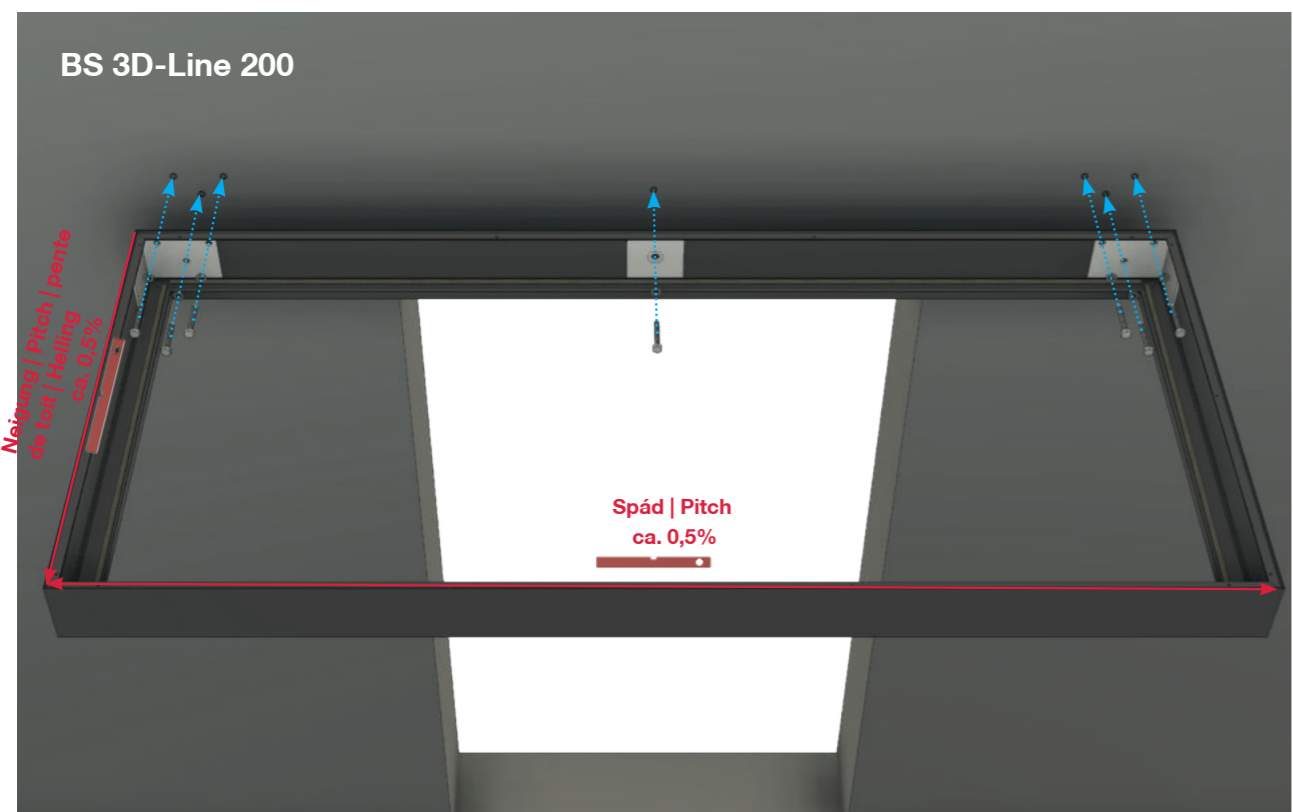 BS 3D-Line 200
Neigung | Pitch | pente
de toit | Helling
ca. 0,5%
Spád | Pitch
ca. 0,5%